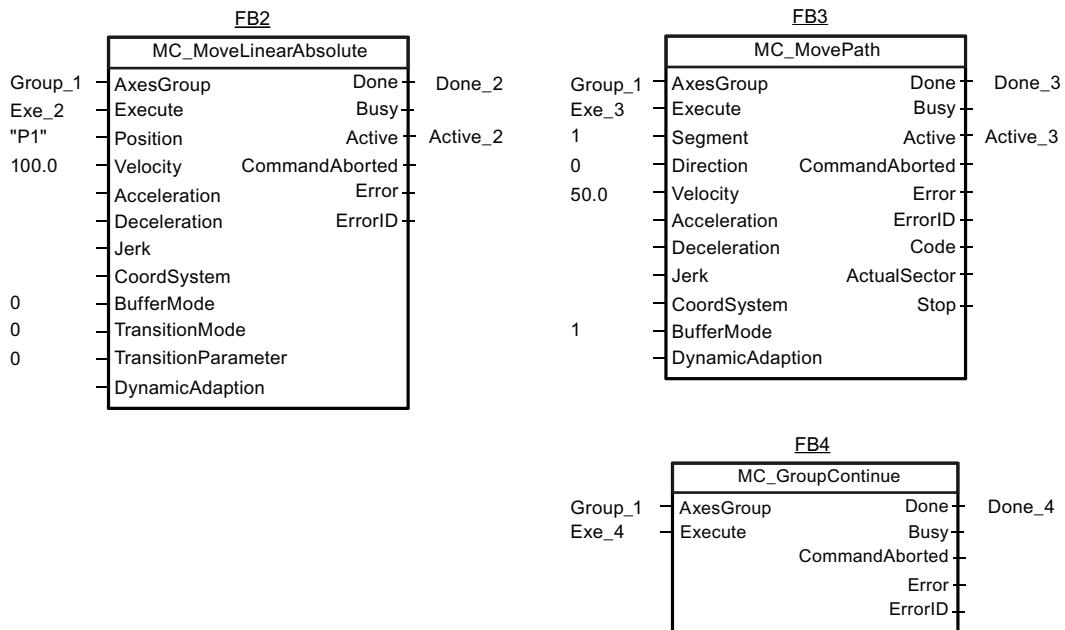 FB2
MC_MoveLinearAbsolute
Group_1 AxesGroup Done Done_2
Exe_2 Execute Busy
"P1" Position Active Active_2
100.0 Velocity CommandAborted
Acceleration Error
Deceleration ErrorID
Jerk
CoordSystem
0 BufferMode
0 TransitionMode
0 TransitionParameter
DynamicAdaption
FB3
MC_MovePath
Group_1 AxesGroup Done Done_3
Exe_3 Execute Busy
1 Segment Active Active_3
0 Direction CommandAborted
50.0 Velocity Error
Acceleration ErrorID
Deceleration Code
Jerk ActualSector
CoordSystem Stop
1 BufferMode
DynamicAdaption
FB4
MC_GroupContinue
Group_1 AxesGroup Done Done_4
Exe_4 Execute Busy
CommandAborted
Error
ErrorID